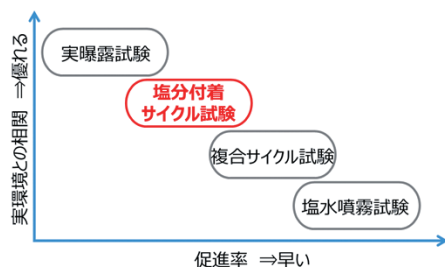 実環境との相関 ⇒優れる
実曝露試験
塩分付着
サイクル試験
複合サイクル試験
塩水噴霧試験
促進率 ⇒早い